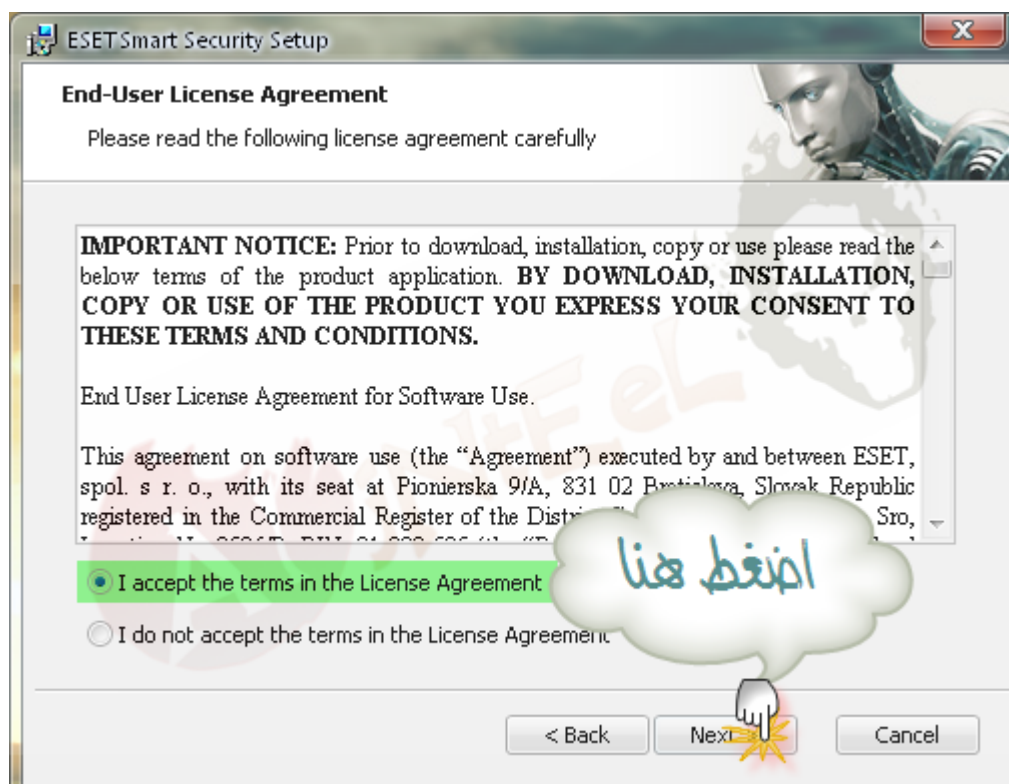 ESET Smart Security Setup
End-User License Agreement
Please read the following license agreement carefully
IMPORTANT NOTICE: Prior to download, installation, copy or use please read the
below terms of the product application. BY DOWNLOAD, INSTALLATION,
COPY OR USE OF THE PRODUCT YOU EXPRESS YOUR CONSENT TO
THESE TERMS AND CONDITIONS.
End User License Agreement for Software Use.
This agreement on software use (the “Agreement”) executed by and between ESET,
spol. s r. o., with its seat at Pionierska 9/A, 831 02 Bratislava, Slovak Republic
registered in the Commercial Register of the Sro,
I accept the terms in the License Agreement
اضغط هنا
I do not accept the terms in the License Agreement
< Back
Next
Cancel